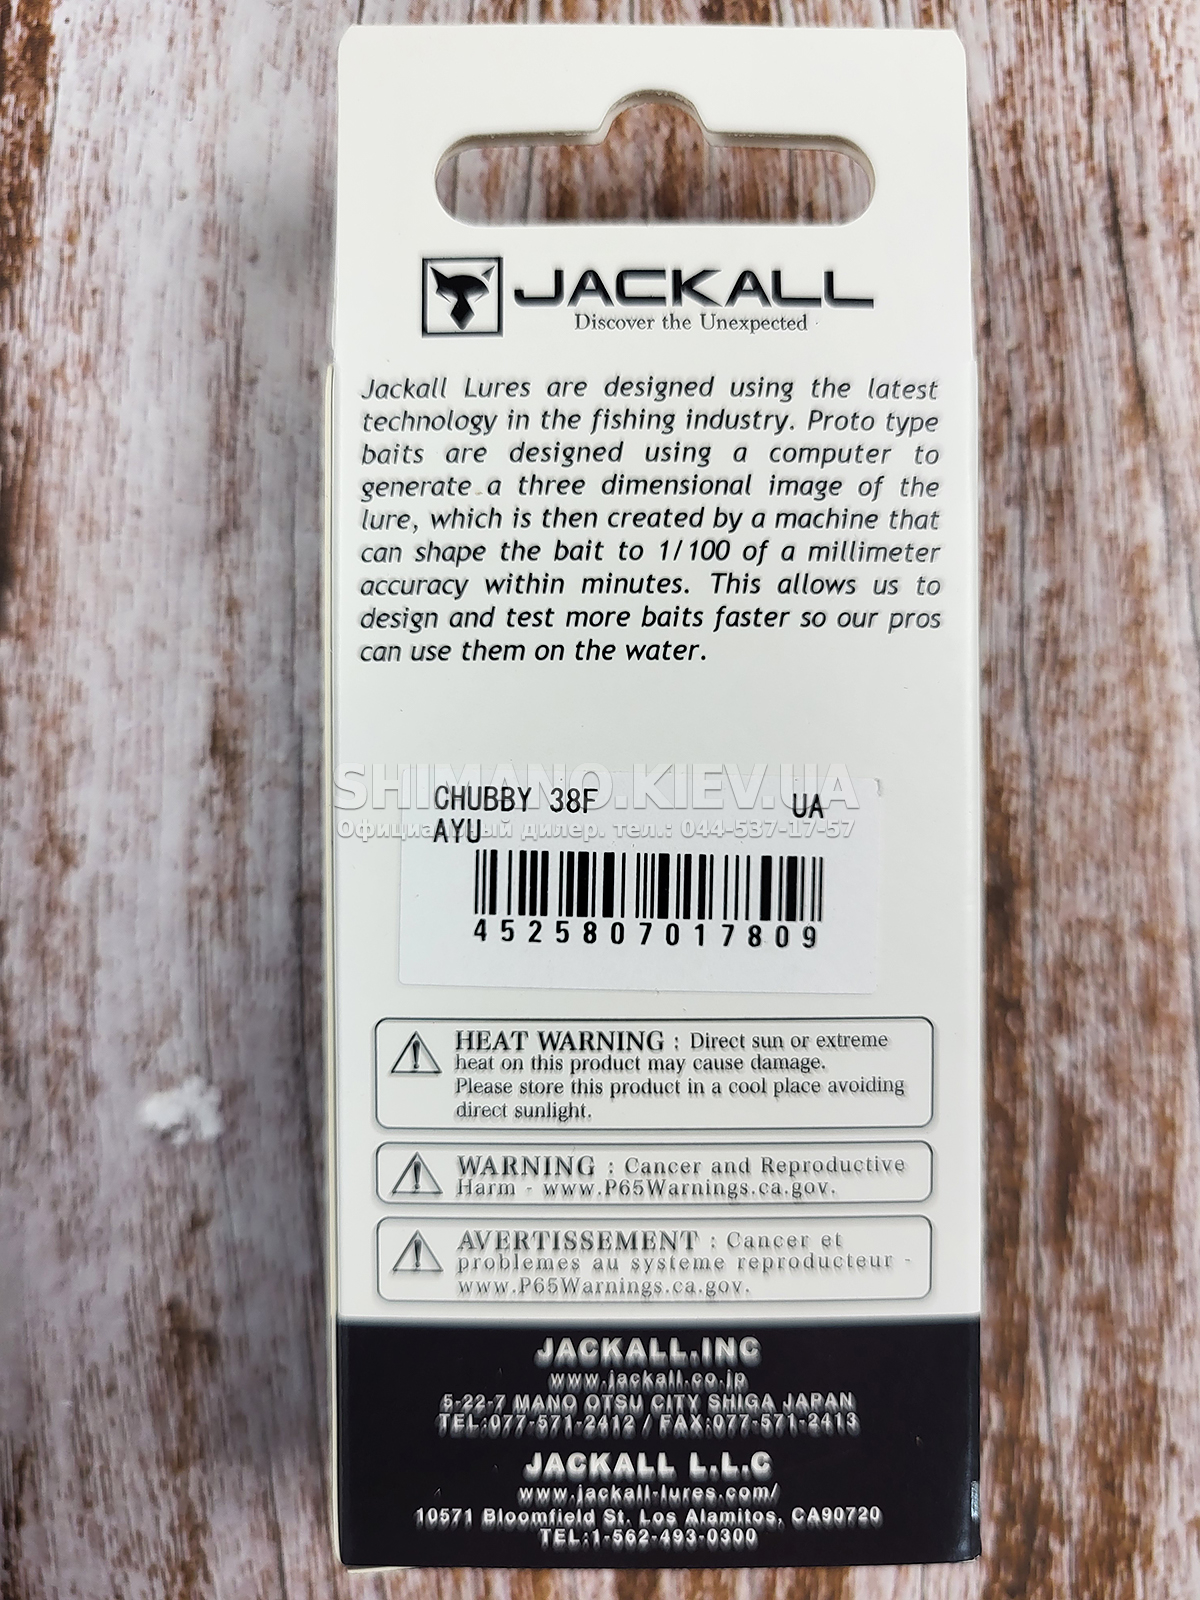 JACKALL
Discover the Unexpected
Jackall Lures are designed using the latest
technology in the fishing industry. Proto type
baits are designed using a computer to
generate a three dimensional image of the
lure, which is then created by a machine that
can shape the bait to 1/100 of a millimeter
accuracy within minutes. This allows us to
design and test more baits faster so our pros
can use them on the water.
SHIMANO.KIEV.UA
CHUBBY 38F UA
Официальный дилер. тел.: 044-537-17-57
AYU
4525807017809
HEAT WARNING : Direct sun or extreme
heat on this product may cause damage.
Please store this product in a cool place avoiding
direct sunlight.
WARNING : Cancer and Reproductive
Harm - www.P65Warnings.ca.gov.
AVERTISSEMENT : Cancer et
problemes au systeme reproducteur -
www.P65Warnings.ca.gov.
JACKALL.INC
www.jackall.co.jp
5-22-7 MANO OTSU CITY SHIGA JAPAN
TEL:077-571-2412 / FAX:077-571-2413
JACKALL L.L.C
www.jackall-lures.com/
10571 Bloomfield St. Los Alamitos, CA90720
TEL:1-562-493-0300